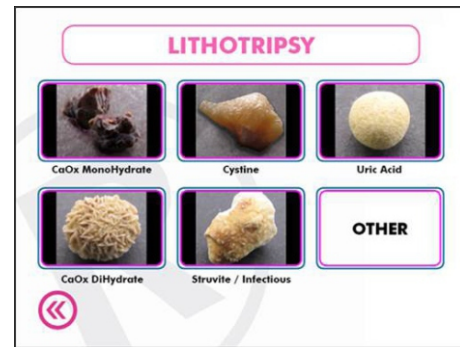 LITHOTRIPSY
CaOx MonoHydrate
Cystine
Uric Acid
CaOx DiHydrate
Struvite / Infectious
OTHER